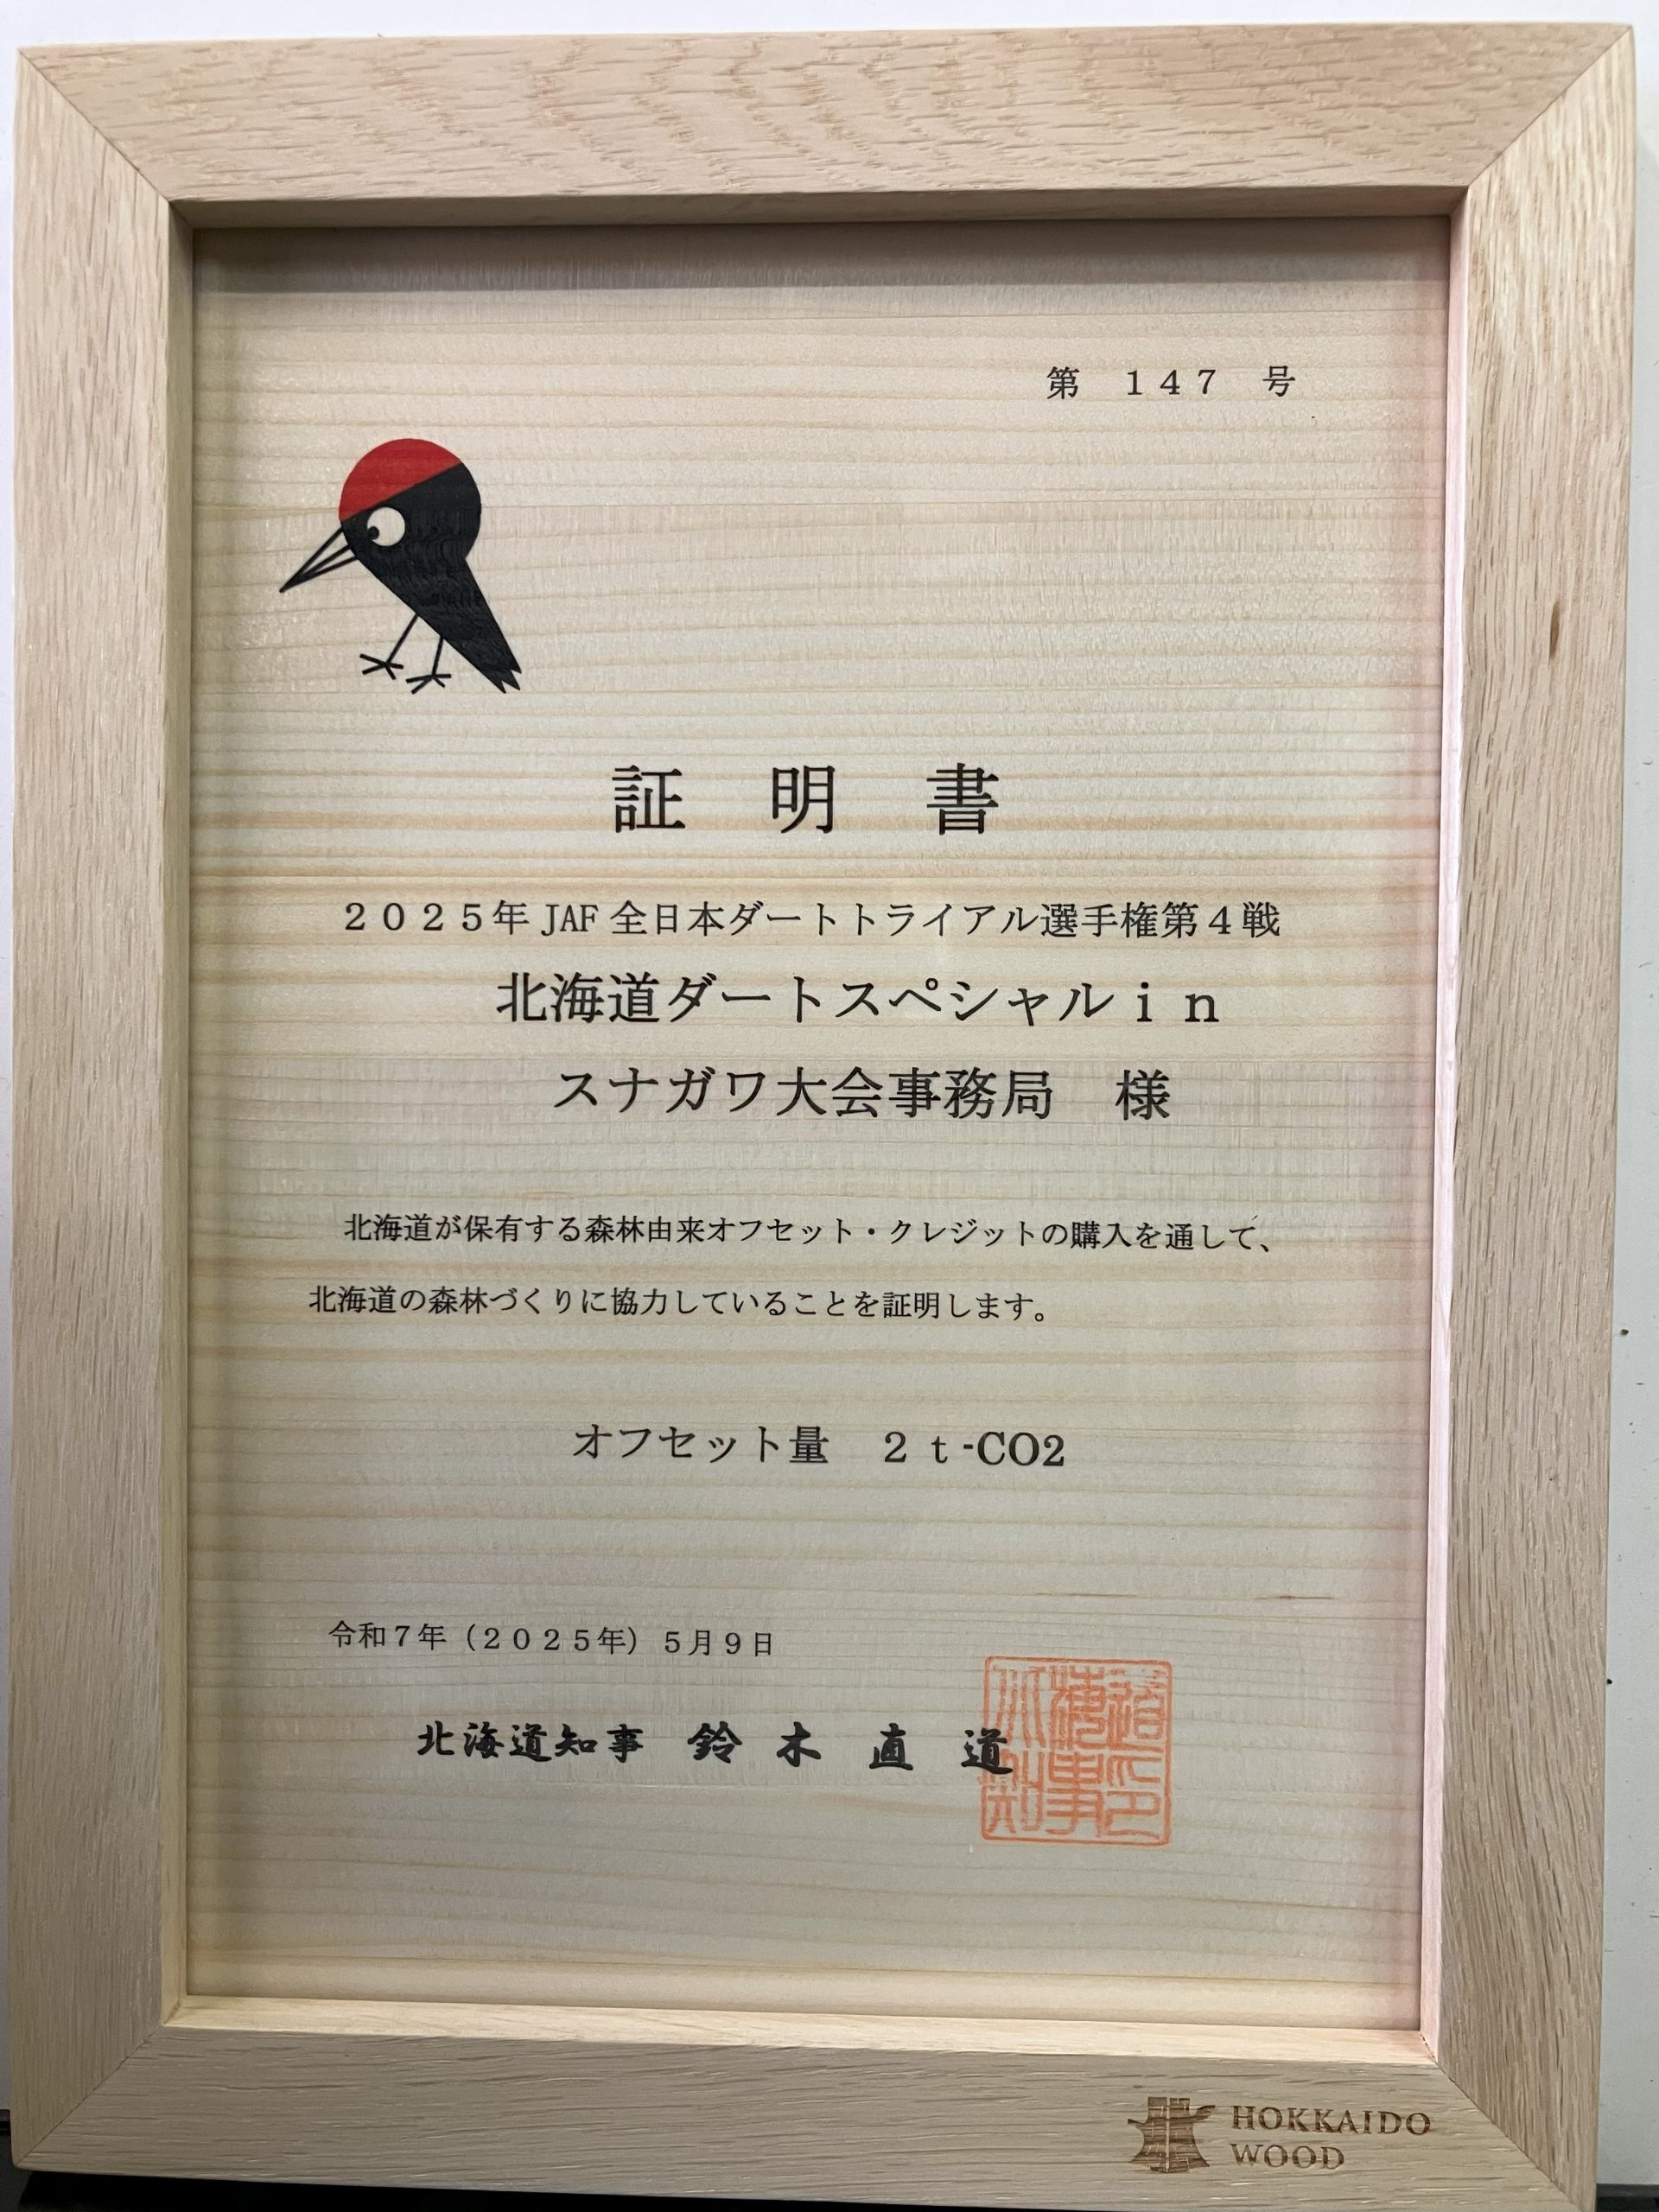 第 １４７ 号
証 明 書
２０２５年 JAF 全日本ダートトライアル選手権第４戦
北海道ダートスペシャルｉｎ
スナガワ大会事務局 様
北海道が保有する森林由来オフセット・クレジットの購入を通して、
北海道の森林づくりに協力していることを証明します。
オフセット量 ２ｔ-CO2
令和７年（２０２５年）５月９日
北海道知事 鈴 木 直 道
北海道知事印
HOKKAIDO
WOOD